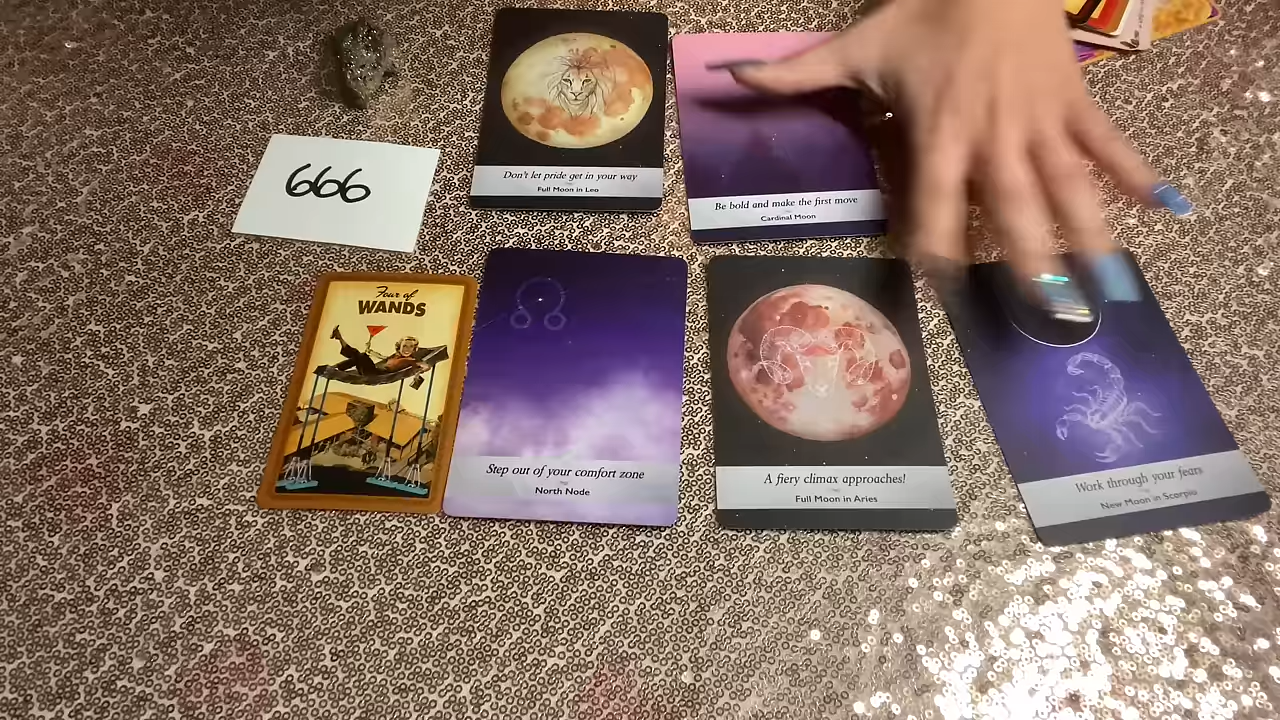 666
Don't let pride get in your way
Full Moon in Leo
Be bold and make the first move
Cardinal Moon
Four of
WANDS
Step out of your comfort zone
North Node
A fiery climax approaches!
Full Moon in Aries
Work through your fears
New Moon in Scorpio